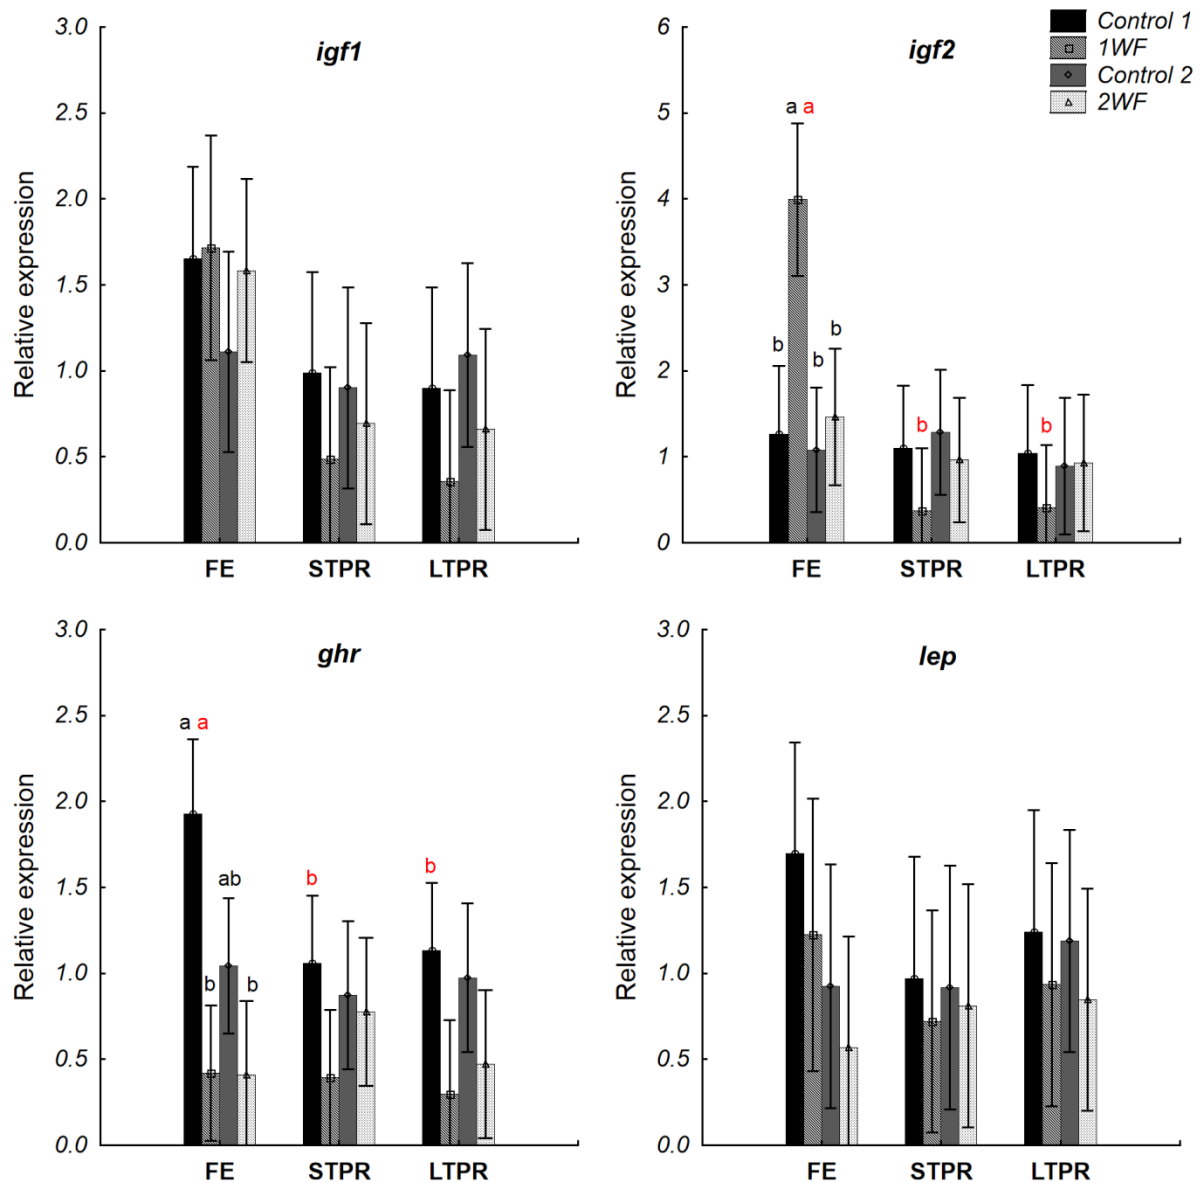 igf1
Relative expression
3.0
2.5
2.0
1.5
1.0
0.5
0.0
FE STPR LTPR
igf2
Control 1
1WF
Control 2
2WF
Relative expression
6
5
4
3
2
1
0
a a
b
b
b
b
b
FE STPR LTPR
ghr
Relative expression
3.0
2.5
2.0
1.5
1.0
0.5
0.0
a a
b
ab
b
b
b
FE STPR LTPR
lep
Relative expression
3.0
2.5
2.0
1.5
1.0
0.5
0.0
FE STPR LTPR